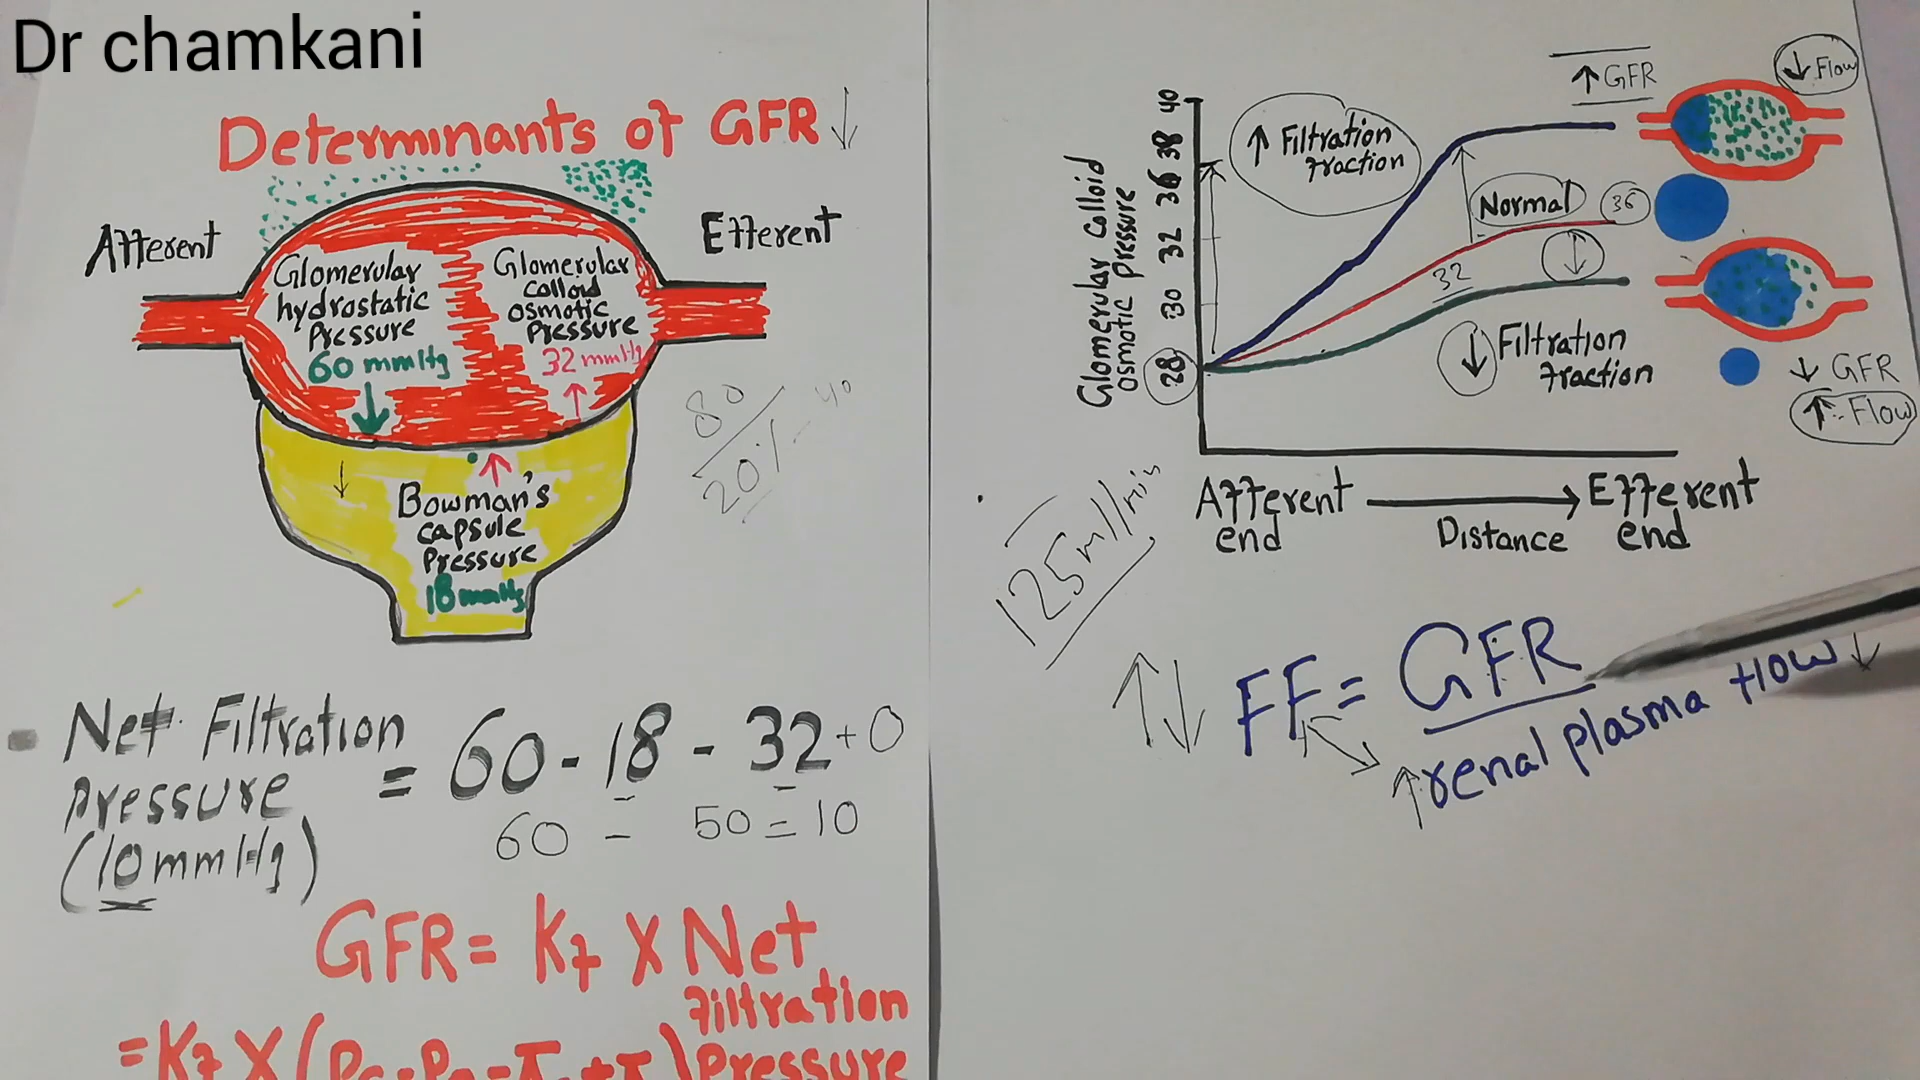 Dr chamkani
Determinants of GFR ↓
Afferent
Efferent
Glomerular
hydrostatic
Pressure
60 mmHg
Glomerular
colloid
osmotic
Pressure
32 mmHg
Bowman's
capsule
Pressure
18 mmHg
80
20%
40
Net Filtration
Pressure
(10 mmHg)
= 60 - 18 - 32 + 0
60 - 50 = 10
GFR = Kf X Net
filtration
Pressure
= Kf X (
Glomerular Colloid
Osmotic Pressure
40
38
36
32
30
28
↑ Filtration
fraction
↑ GFR
↓ Flow
Normal
36
32
↓ Filtration
fraction
↓ GFR
↑ Flow
Afferent
end
Distance
Efferent
end
125 ml/min
↑↓ FF = GFR
↑ renal plasma flow ↓